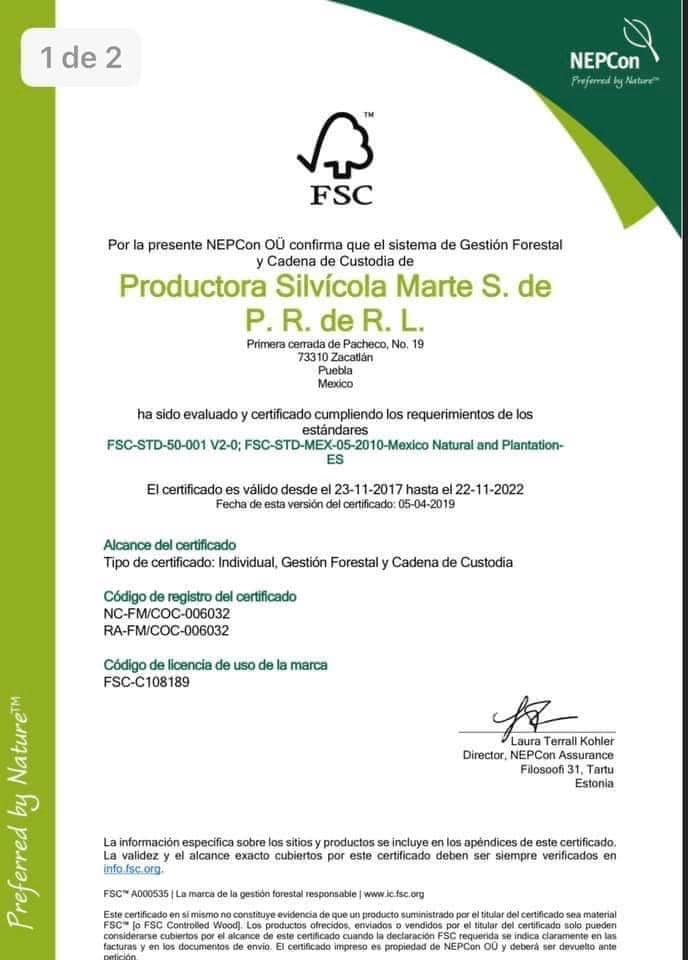 1 de 2
NEPCon
Preferred by Nature™
™
FSC
Por la presente NEPCon OÜ confirma que el sistema de Gestión Forestal
y Cadena de Custodia de
Productora Silvícola Marte S. de
P. R. de R. L.
Primera cerrada de Pacheco, No. 19
73310 Zacatlán
Puebla
Mexico
ha sido evaluado y certificado cumpliendo los requerimientos de los
estándares
FSC-STD-50-001 V2-0; FSC-STD-MEX-05-2010-Mexico Natural and Plantation-
ES
El certificado es válido desde el 23-11-2017 hasta el 22-11-2022
Fecha de esta versión del certificado: 05-04-2019
Alcance del certificado
Tipo de certificado: Individual, Gestión Forestal y Cadena de Custodia
Código de registro del certificado
NC-FM/COC-006032
RA-FM/COC-006032
Código de licencia de uso de la marca
FSC-C108189
Laura Terrall Kohler
Director, NEPCon Assurance
Filosoofi 31, Tartu
Estonia
Preferred by Nature™
La información específica sobre los sitios y productos se incluye en los apéndices de este certificado.
La validez y el alcance exacto cubiertos por este certificado deben ser siempre verificados en
info.fsc.org.
FSC™ A000535 | La marca de la gestión forestal responsable | www.ic.fsc.org
Este certificado en sí mismo no constituye evidencia de que un producto suministrado por el titular del certificado sea material
FSC™ [o FSC Controlled Wood]. Los productos ofrecidos, enviados o vendidos por el titular del certificado solo pueden
considerarse cubiertos por el alcance de este certificado cuando la declaración FSC requerida se indica claramente en las
facturas y en los documentos de envío. El certificado impreso es propiedad de NEPCon OÜ y deberá ser devuelto ante
petición.